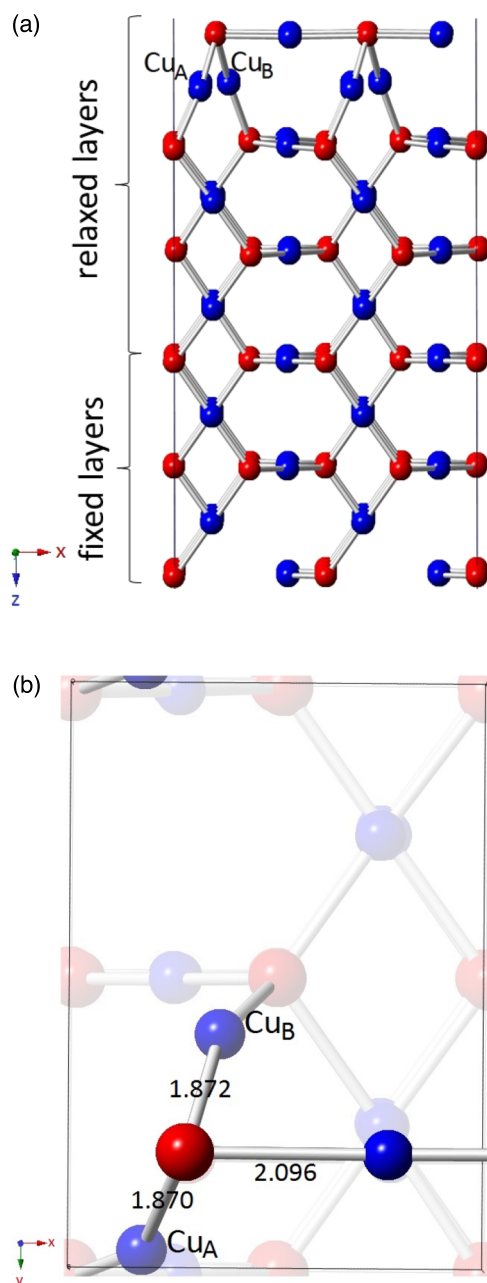 (a)
CuA
CuB
relaxed layers
fixed layers
x
z
(b)
CuB
1.872
2.096
1.870
CuA
x
y